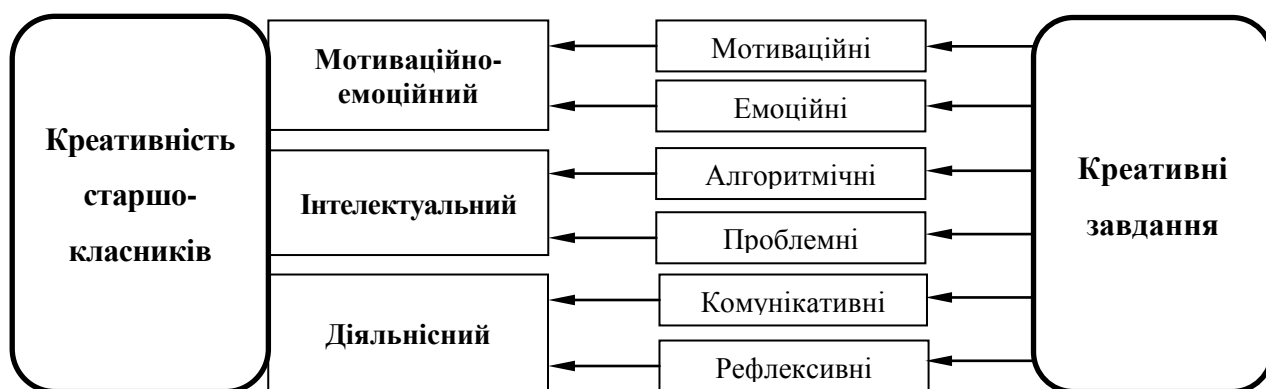 Креативність
старшо-
класників
Мотиваційно-
емоційний
Інтелектуальний
Діяльнісний
Мотиваційні
Емоційні
Алгоритмічні
Проблемні
Комунікативні
Рефлексивні
Креативні
завдання